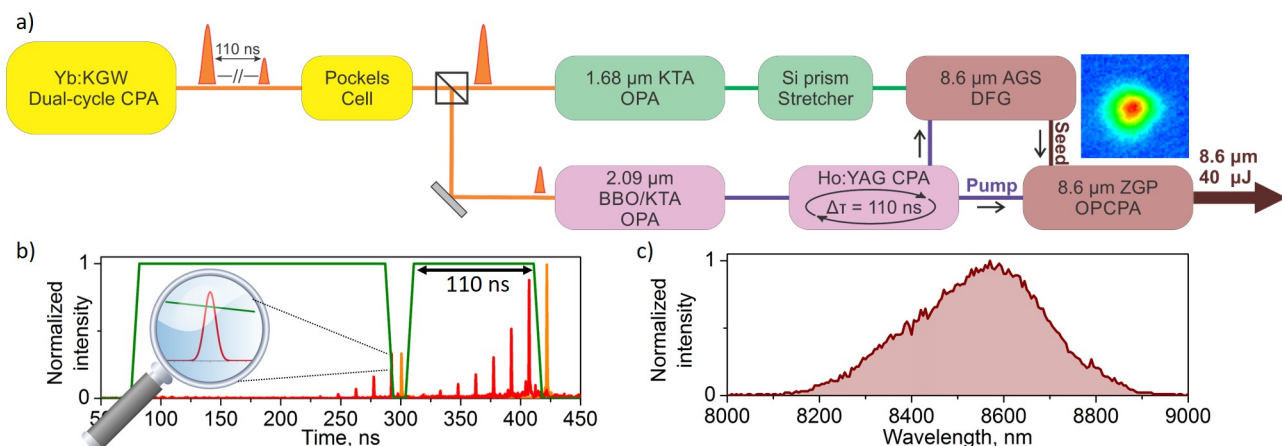 a)
110 ns
//
Yb:KGW
Dual-cycle CPA
Pockels
Cell
1.68 µm KTA
OPA
Si prism
Stretcher
8.6 µm AGS
DFG
Seed
8.6 µm
40 µJ
2.09 µm
BBO/KTA
OPA
Ho:YAG CPA
Δτ = 110 ns
Pump
8.6 µm ZGP
OPCPA
b)
Normalized
intensity
1
0
110 ns
100 150 200 250 300 350 400 450
Time, ns
c)
Normalized
intensity
1
0
8000 8200 8400 8600 8800 9000
Wavelength, nm